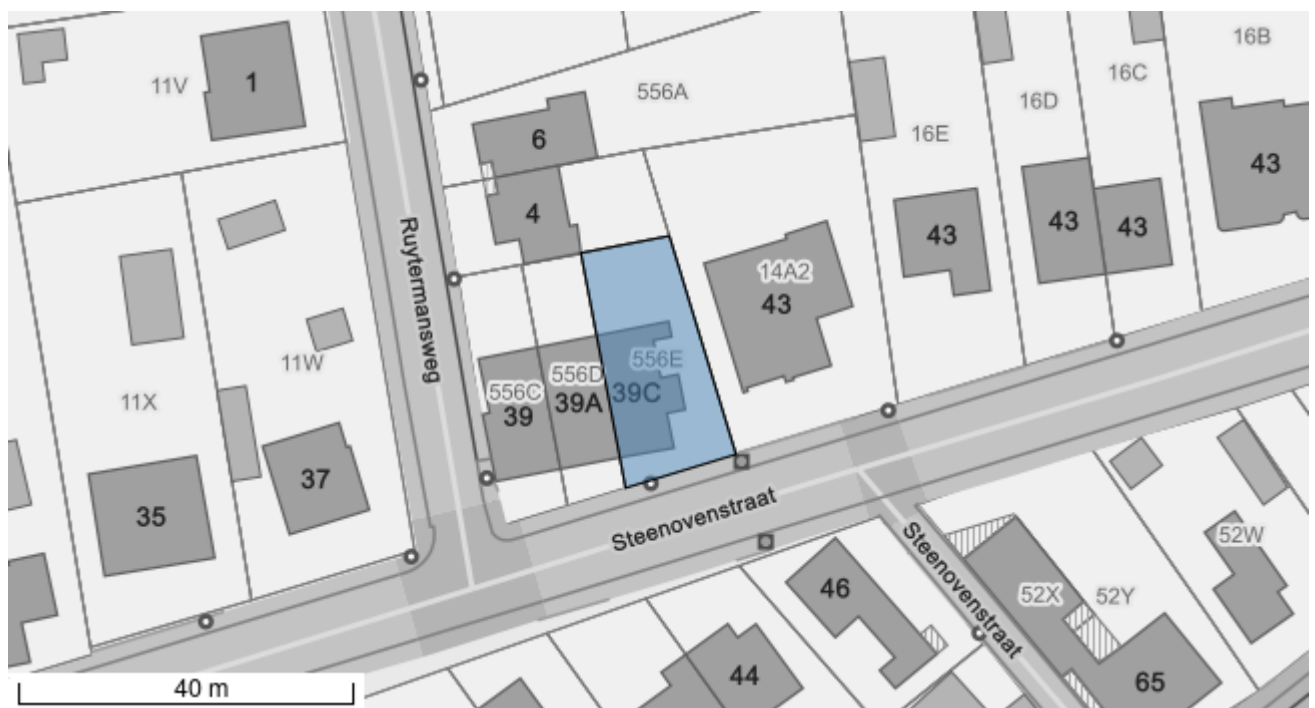 16B
16C
11V
1
556A
16D
6
16E
43
4
43
43
43
Ruytermansweg
14A2
43
11W
556E
556D
556C
39C
11X
39A
39
37
35
Steenovenstraat
Steenovenstraat
52W
46
52X
52Y
44
65
40 m